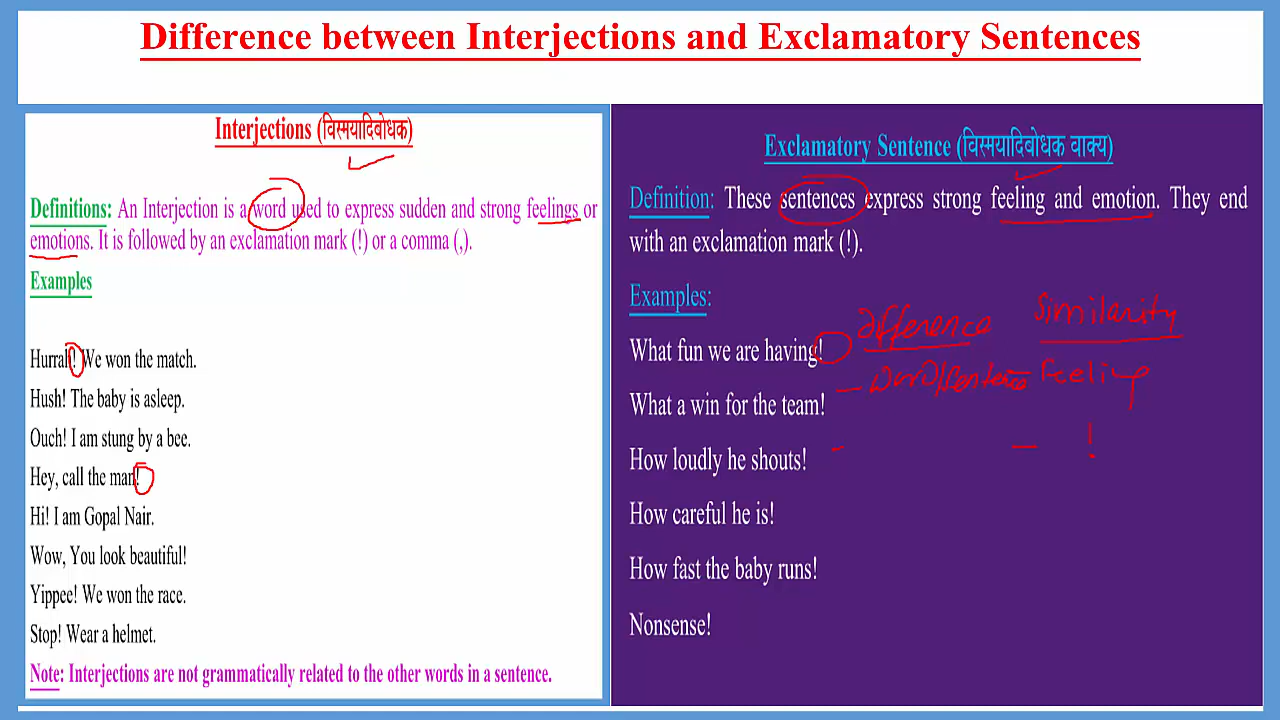 Difference between Interjections and Exclamatory Sentences
Interjections (विस्मयादिबोधक)
Definitions: An Interjection is a word used to express sudden and strong feelings or
emotions. It is followed by an exclamation mark (!) or a comma (,).
Examples
Hurrah! We won the match.
Hush! The baby is asleep.
Ouch! I am stung by a bee.
Hey, call the man!
Hi! I am Gopal Nair.
Wow, You look beautiful!
Yippee! We won the race.
Stop! Wear a helmet.
Note: Interjections are not grammatically related to the other words in a sentence.
Exclamatory Sentence (विस्मयादिबोधक वाक्य)
Definition: These sentences express strong feeling and emotion. They end
with an exclamation mark (!).
Examples:
What fun we are having!
What a win for the team!
How loudly he shouts!
How careful he is!
How fast the baby runs!
Nonsense!
difference
- word/sentence
-
Similarity
- Feeling
- !